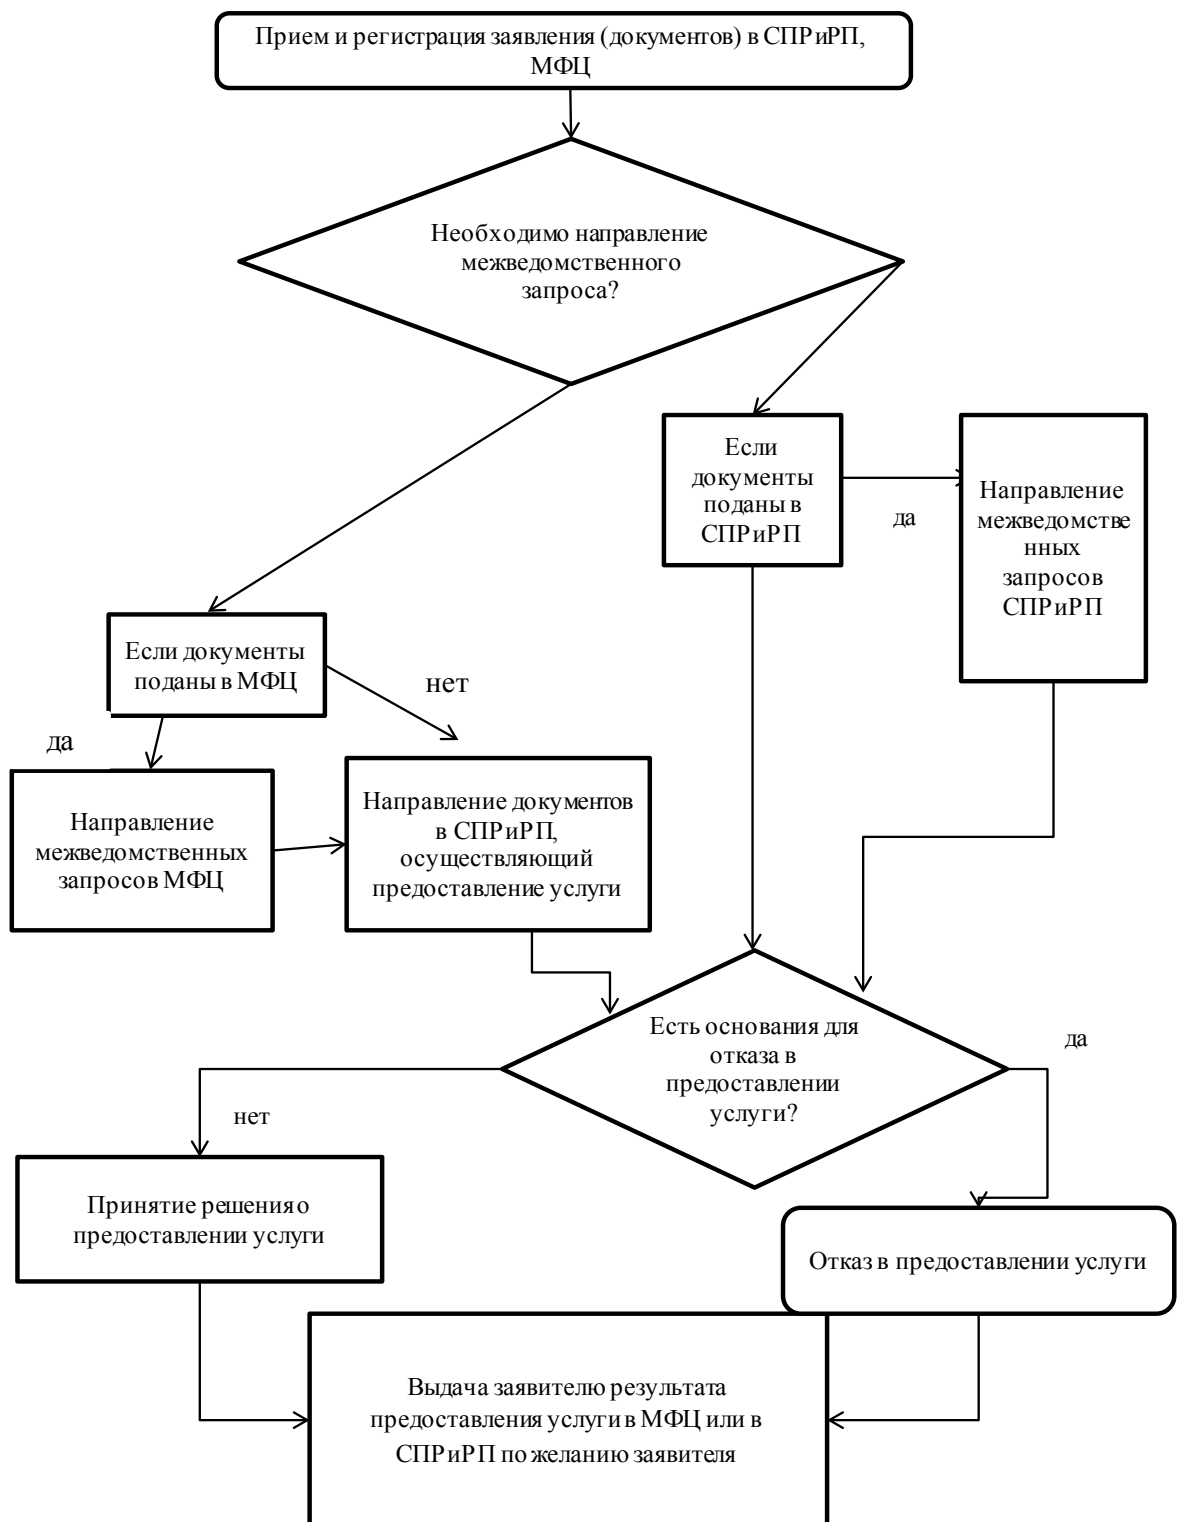 Прием и регистрация заявления (документов) в СПРиРП,
МФЦ
Необходимо направление
межведомственного
запроса?
Если
документы
поданы в
СПРиРП
да
Направление
межведомстве
нных
запросов
СПРиРП
Если документы
поданы в МФЦ
нет
да
Направление
межведомственных
запросов МФЦ
Направление документов
в СПРиРП,
осуществляющий
предоставление услуги
Есть основания для
отказа в
предоставлении
услуги?
да
нет
Принятие решения о
предоставлении услуги
Отказ в предоставлении услуги
Выдача заявителю результата
предоставления услуги в МФЦ или в
СПРиРП по желанию заявителя